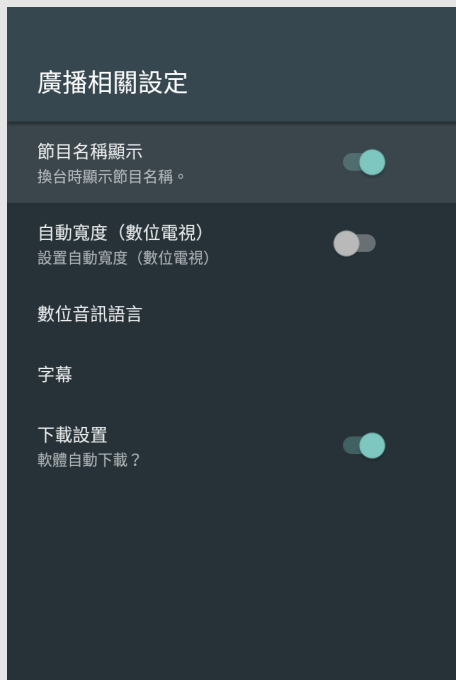 廣播相關設定
節目名稱顯示
換台時顯示節目名稱。
自動寬度（數位電視）
設置自動寬度（數位電視）
數位音訊語言
字幕
下載設置
軟體自動下載？